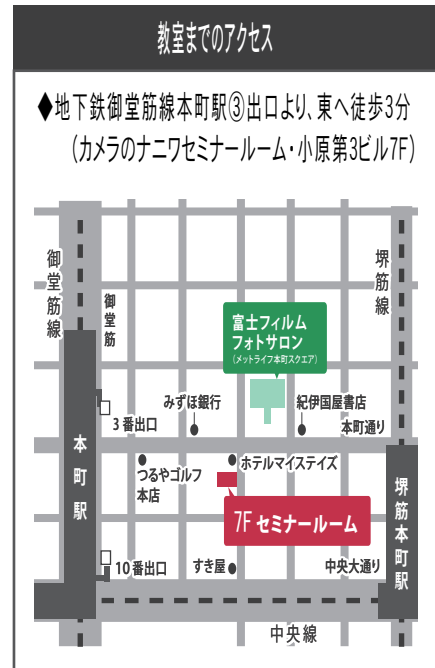 教室までのアクセス
◆地下鉄御堂筋線本町駅③出口より、東へ徒歩3分
(カメラのナニワセミナールーム・小原第3ビル7F)
御堂筋線
御堂筋
堺筋線
富士フィルム
フォトサロン
(メットライフ本町スクエア)
みずほ銀行
紀伊国屋書店
3番出口
本町通り
本町駅
つるやゴルフ
本店
ホテルマイステイズ
堺筋本町駅
7F セミナールーム
10番出口
すき屋
中央大通り
中央線